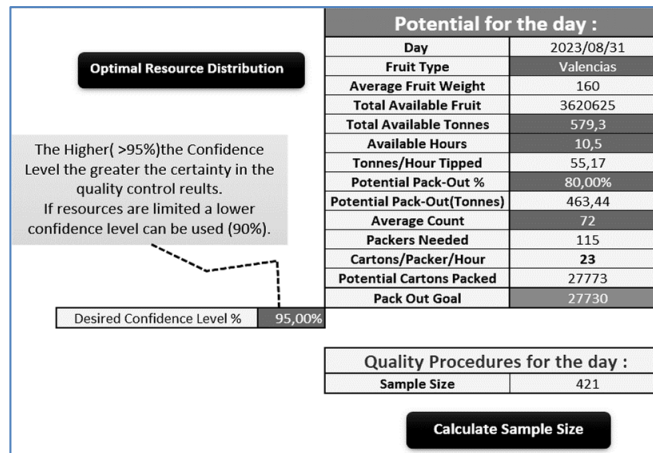 Potential for the day :
Optimal Resource Distribution
Day 2023/08/31
Fruit Type Valencias
Average Fruit Weight 160
Total Available Fruit 3620625
Total Available Tonnes 579,3
Available Hours 10,5
Tonnes/Hour Tipped 55,17
Potential Pack-Out % 80,00%
Potential Pack-Out(Tonnes) 463,44
Average Count 72
Packers Needed 115
Cartons/Packer/Hour 23
Potential Cartons Packed 27773
Pack Out Goal 27730
The Higher( >95%)the Confidence
Level the greater the certainty in the
quality control reults.
If resources are limited a lower
confidence level can be used (90%).
Desired Confidence Level % 95,00%
Quality Procedures for the day :
Sample Size 421
Calculate Sample Size